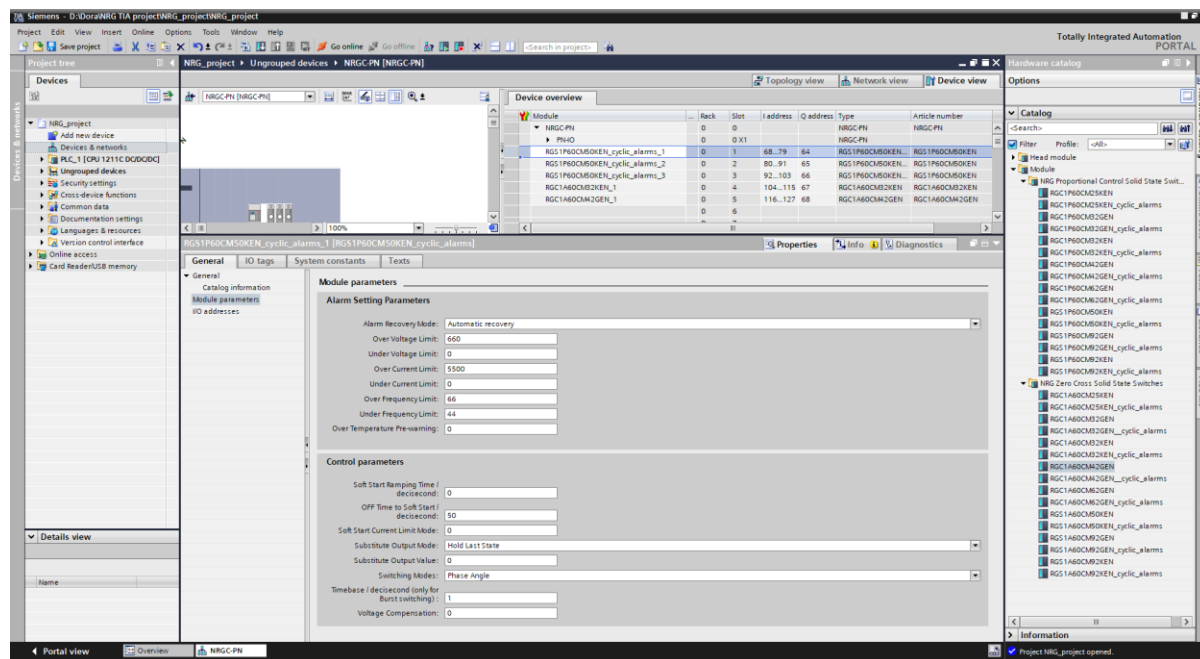 Siemens - D:\Dora\NRG TIA project\NRG_project\NRG_project
Project Edit View Insert Online Options Tools Window Help
Totally Integrated Automation
PORTAL
Save project Go online Go offline <Search in project>
Project tree
Devices
Devices & networks
NRG_project
Add new device
Devices & networks
PLC_1 [CPU 1211C DC/DC/DC]
Ungrouped devices
Security settings
Cross-device functions
Common data
Documentation settings
Languages & resources
Version control interface
Online access
Card Reader/USB memory
Details view
Name
NRG_project ▸ Ungrouped devices ▸ NRGC-PN [NRGC-PN]
Topology view Network view Device view
NRGC-PN [NRGC-PN]
100%
Device overview
Module ... Rack Slot I address Q address Type Article number
NRGC-PN 0 0 NRGC-PN NRGC-PN
PN-IO 0 0 X1 NRGC-PN
RGS1P60CM50KEN_cyclic_alarms_1 0 1 68...79 64 RGS1P60CM50KEN... RGS1P60CM50KEN
RGS1P60CM50KEN_cyclic_alarms_2 0 2 80...91 65 RGS1P60CM50KEN... RGS1P60CM50KEN
RGS1P60CM50KEN_cyclic_alarms_3 0 3 92...103 66 RGS1P60CM50KEN... RGS1P60CM50KEN
RGC1A60CM32KEN_1 0 4 104...115 67 RGC1A60CM32KEN RGC1A60CM32KEN
RGC1A60CM42GEN_1 0 5 116...127 68 RGC1A60CM42GEN RGC1A60CM42GEN
0 6
RGS1P60CM50KEN_cyclic_alarms_1 [RGS1P60CM50KEN_cyclic_alarms]
Properties Info Diagnostics
General IO tags System constants Texts
General
Catalog information
Module parameters
I/O addresses
Module parameters
Alarm Setting Parameters
Alarm Recovery Mode: Automatic recovery
Over Voltage Limit: 660
Under Voltage Limit: 0
Over Current Limit: 5500
Under Current Limit: 0
Over Frequency Limit: 66
Under Frequency Limit: 44
Over Temperature Pre-warning: 0
Control parameters
Soft Start Ramping Time /
decisecond: 0
OFF Time to Soft Start /
decisecond: 50
Soft Start Current Limit Mode: 0
Substitute Output Mode: Hold Last State
Substitute Output Value: 0
Switching Modes: Phase Angle
Timebase / decisecond (only for
Burst switching) : 1
Voltage Compensation: 0
Hardware catalog
Options
Catalog
<Search>
Filter Profile: <All>
Head module
Module
NRG Proportional Control Solid State Swit...
RGC1P60CM25KEN
RGC1P60CM25KEN_cyclic_alarms
RGC1P60CM32GEN
RGC1P60CM32GEN_cyclic_alarms
RGC1P60CM32KEN
RGC1P60CM32KEN_cyclic_alarms
RGC1P60CM42GEN
RGC1P60CM42GEN_cyclic_alarms
RGC1P60CM62GEN
RGC1P60CM62GEN_cyclic_alarms
RGS1P60CM50KEN
RGS1P60CM50KEN_cyclic_alarms
RGS1P60CM92GEN
RGS1P60CM92GEN_cyclic_alarms
RGS1P60CM92KEN
RGS1P60CM92KEN_cyclic_alarms
NRG Zero Cross Solid State Switches
RGC1A60CM25KEN
RGC1A60CM25KEN_cyclic_alarms
RGC1A60CM32GEN
RGC1A60CM32GEN__cyclic_alarms
RGC1A60CM32KEN
RGC1A60CM32KEN_cyclic_alarms
RGC1A60CM42GEN
RGC1A60CM42GEN__cyclic_alarms
RGC1A60CM62GEN
RGC1A60CM62GEN_cyclic_alarms
RGS1A60CM50KEN
RGS1A60CM50KEN_cyclic_alarms
RGS1A60CM92GEN
RGS1A60CM92GEN_cyclic_alarms
RGS1A60CM92KEN
RGS1A60CM92KEN_cyclic_alarms
Information
Portal view Overview NRGC-PN
Project NRG_project opened.